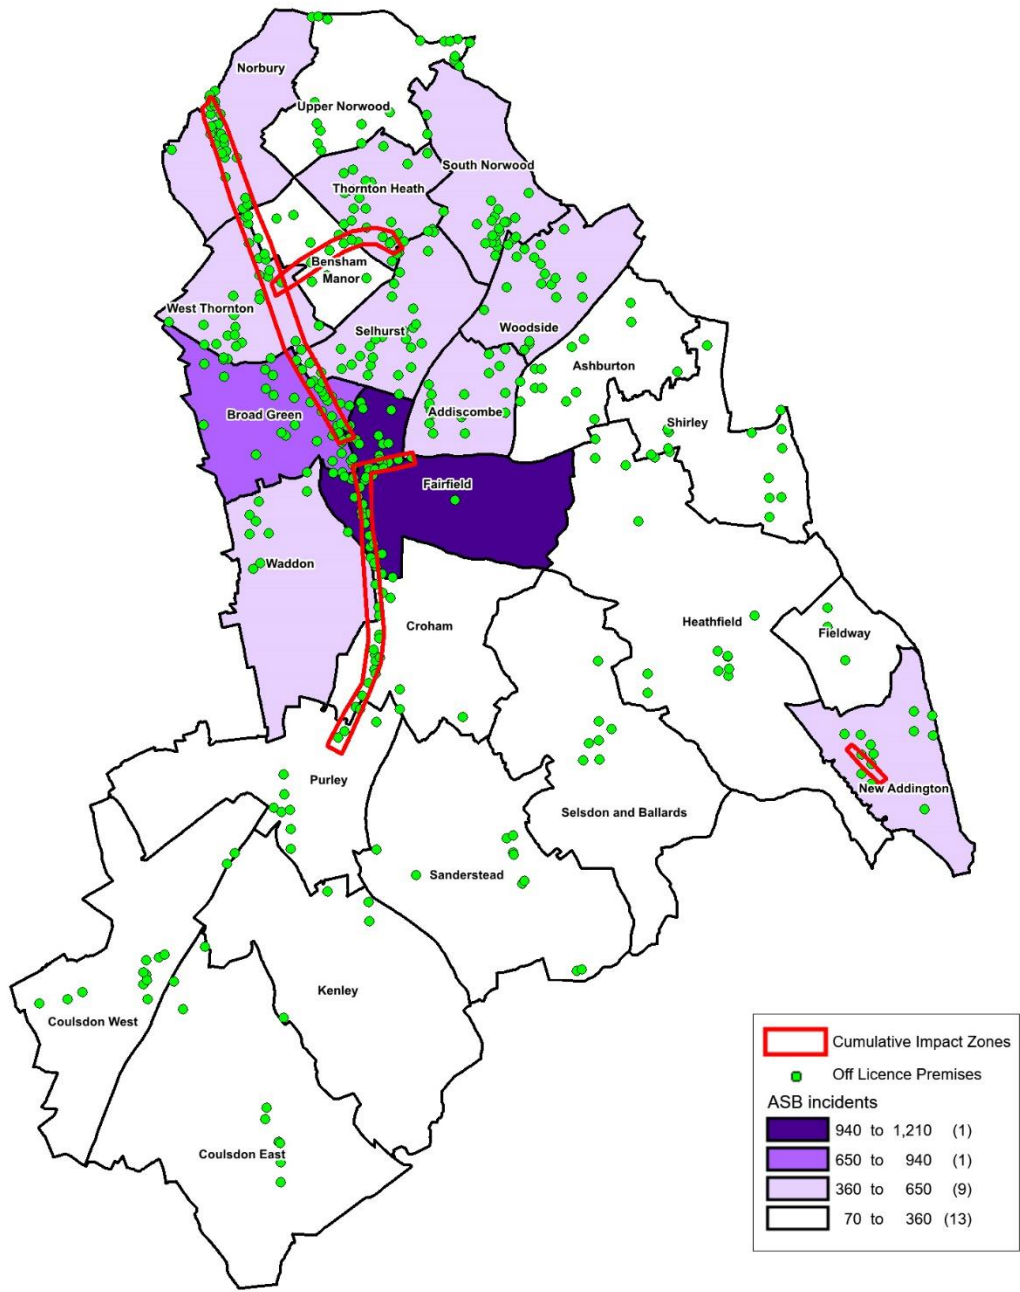 Norbury
Upper Norwood
South Norwood
Thornton Heath
Bensham
Manor
West Thornton
Selhurst
Woodside
Ashburton
Broad Green
Addiscombe
Shirley
Fairfield
Waddon
Croham
Heathfield
Fieldway
Purley
New Addington
Selsdon and Ballards
Sanderstead
Kenley
Coulsdon West
Coulsdon East
Cumulative Impact Zones
Off Licence Premises
ASB incidents
940 to 1,210 (1)
650 to 940 (1)
360 to 650 (9)
70 to 360 (13)